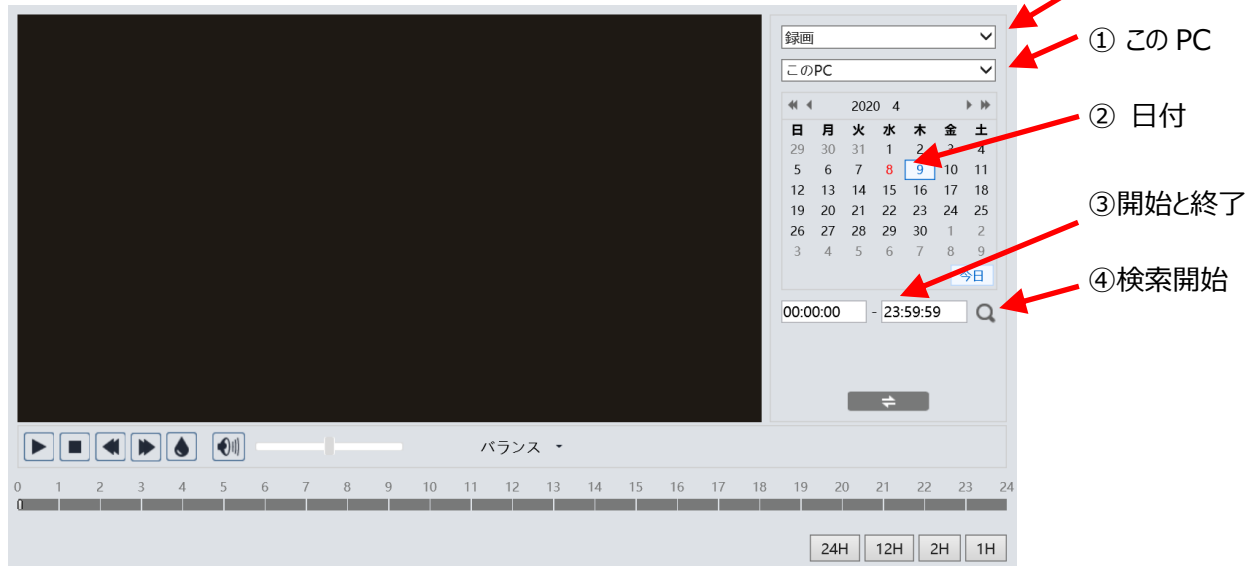 録画
① この PC
このPC
2020 4
② 日付
日 月 火 水 木 金 土
29 30 31 1 2 3 4
5 6 7 8 9 10 11
12 13 14 15 16 17 18
19 20 21 22 23 24 25
③開始と終了
26 27 28 29 30 1 2
3 4 5 6 7 8 9
今日
④検索開始
00:00:00 - 23:59:59
バランス
0 1 2 3 4 5 6 7 8 9 10 11 12 13 14 15 16 17 18 19 20 21 22 23 24
24H 12H 2H 1H